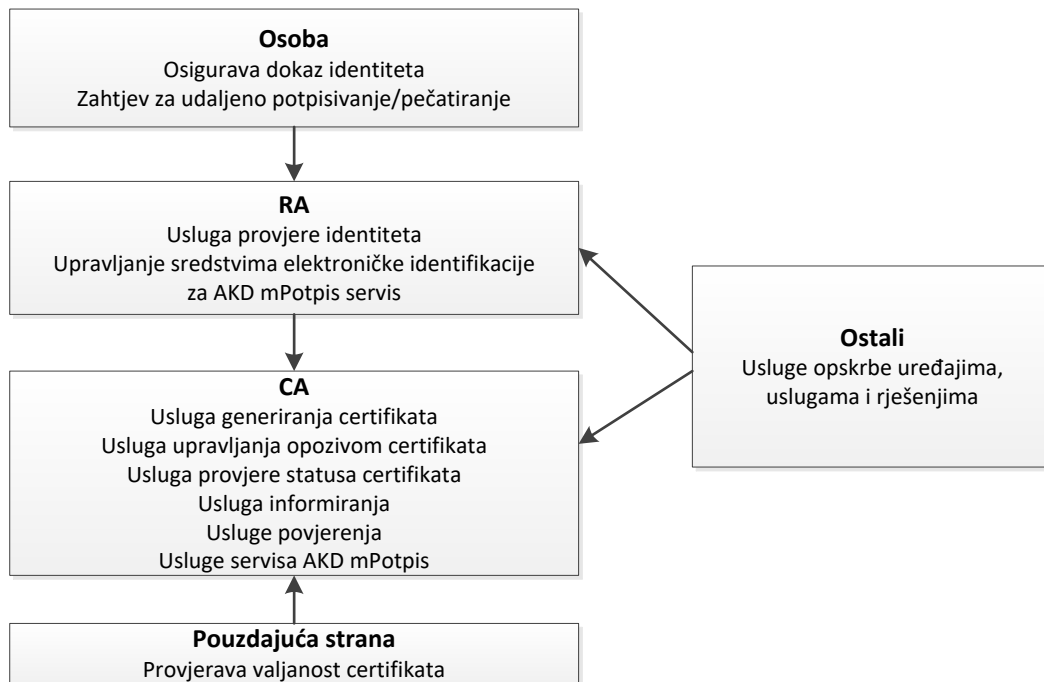 Osoba
Osigurava dokaz identiteta
Zahtjev za udaljeno potpisivanje/pečatiranje
RA
Usluga provjere identiteta
Upravljanje sredstvima elektroničke identifikacije
za AKD mPotpis servis
Ostali
Usluge opskrbe uređajima,
uslugama i rješenjima
CA
Usluga generiranja certifikata
Usluga upravljanja opozivom certifikata
Usluga provjere statusa certifikata
Usluga informiranja
Usluge povjerenja
Usluge servisa AKD mPotpis
Pouzdajuća strana
Provjerava valjanost certifikata